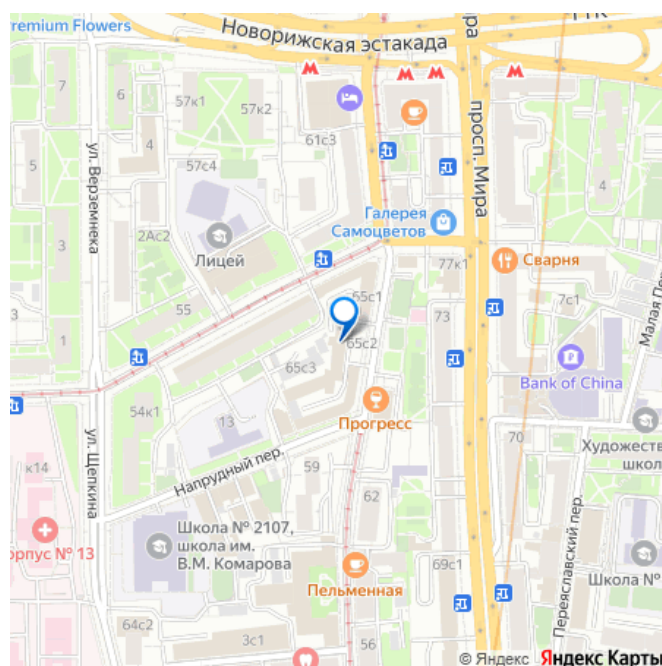 Premium Flowers
Новорижская эстакада
просп. Мира
7
6
57к1
57к2
61с3
4
5
57с4
ул. Верземнека
2Ас2
Лицей
3
Галерея
Самоцветов
77к1
Сварня
4
7с1
Малая
55
65с1
65с2
73
1
65с3
Bank of China
54к1
13
Прогресс
ул. Щепкина
Напрудный пер.
70
Художеств
школ
к14
59
62
Корпус № 13
Школа № 2107,
школа им.
В.М. Комарова
Переяславский пер.
69с1
Школа №
Пельменная
64с2
3с1
56
© Яндекс Яндекс Карты